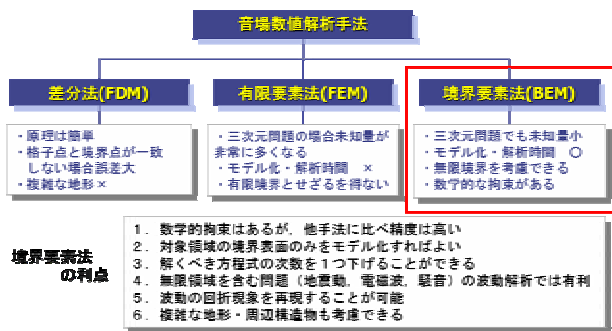 音場数値解析手法
差分法(FDM)
有限要素法(FEM)
境界要素法(BEM)
・原理は簡単
・格子点と境界点が一致
しない場合誤差大
・複雑な地形×
・三次元問題の場合未知量が
非常に多くなる
・モデル化・解析時間 ×
・有限境界とせざるを得ない
・三次元問題でも未知量小
・モデル化・解析時間 ○
・無限境界を考慮できる
・数学的な拘束がある
境界要素法
の利点
1．数学的拘束はあるが，他手法に比べ精度は高い
2．対象領域の境界表面のみをモデル化すればよい
3．解くべき方程式の次数を１つ下げることができる
4．無限領域を含む問題（地震動，電磁波，騒音）の波動解析では有利
5．波動の回折現象を再現することが可能
6．複雑な地形・周辺構造物も考慮できる